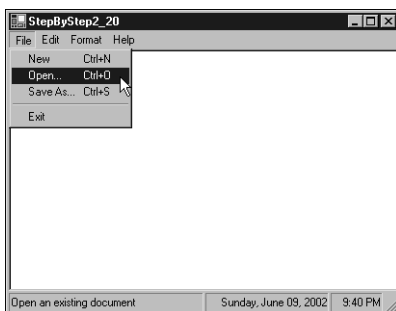 StepByStep2_20
File Edit Format Help
New Ctrl+N
Open... Ctrl+O
Save As... Ctrl+S
Exit
Open an existing document Sunday, June 09, 2002 9:40 PM